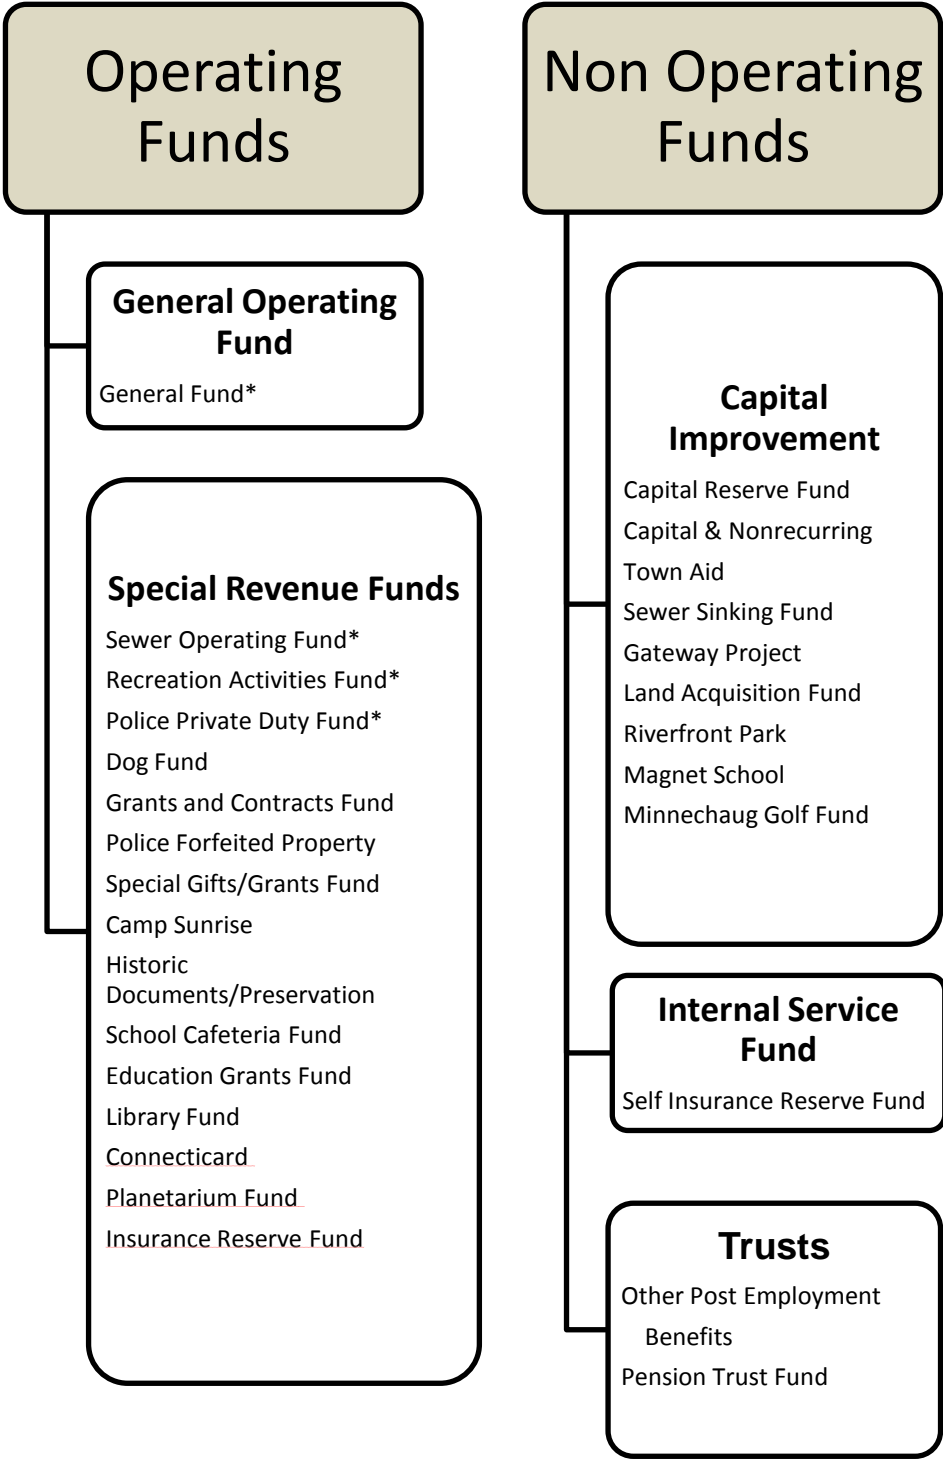 Operating
Funds
General Operating
Fund
General Fund*
Special Revenue Funds
Sewer Operating Fund*
Recreation Activities Fund*
Police Private Duty Fund*
Dog Fund
Grants and Contracts Fund
Police Forfeited Property
Special Gifts/Grants Fund
Camp Sunrise
Historic
Documents/Preservation
School Cafeteria Fund
Education Grants Fund
Library Fund
Connecticard
Planetarium Fund
Insurance Reserve Fund
Non Operating
Funds
Capital
Improvement
Capital Reserve Fund
Capital & Nonrecurring
Town Aid
Sewer Sinking Fund
Gateway Project
Land Acquisition Fund
Riverfront Park
Magnet School
Minnechaug Golf Fund
Internal Service
Fund
Self Insurance Reserve Fund
Trusts
Other Post Employment
Benefits
Pension Trust Fund